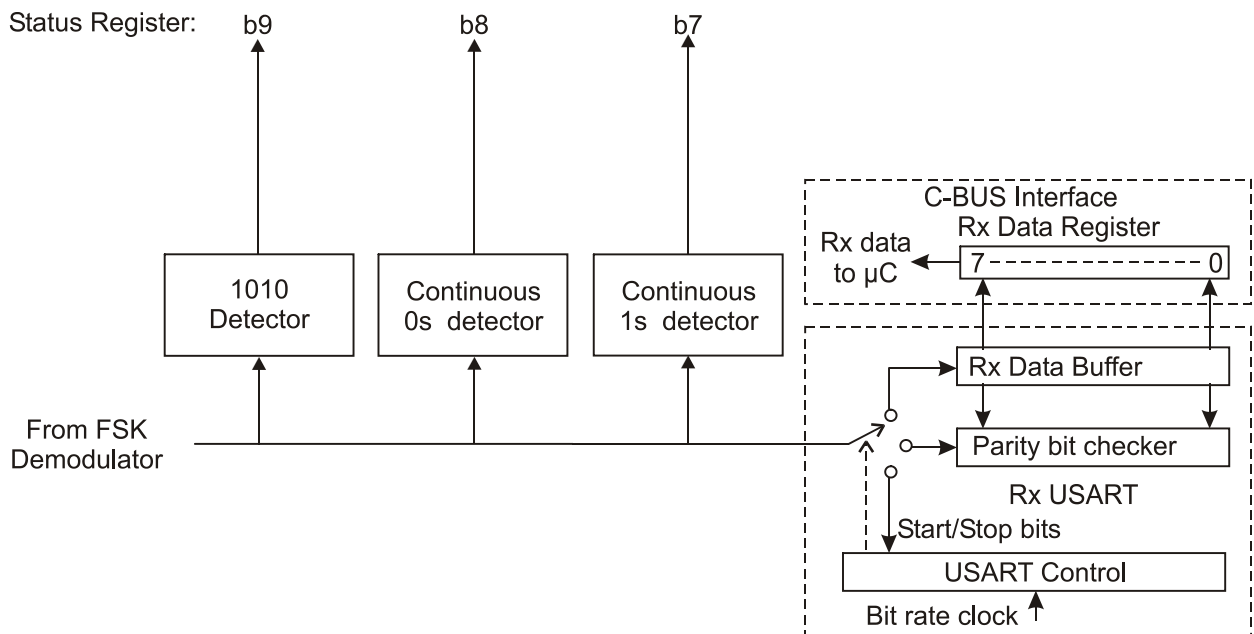 Status Register: b9 b8 b7
C-BUS Interface
Rx Data Register
Rx data
to µC
7 0
1010
Detector
Continuous
0s detector
Continuous
1s detector
Rx Data Buffer
From FSK
Demodulator
Parity bit checker
Rx USART
Start/Stop bits
USART Control
Bit rate clock